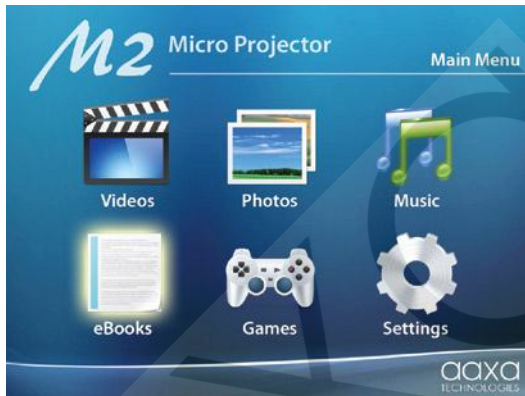 M2 Micro Projector
Main Menu
Videos Photos Music
eBooks Games Settings
aaxa
TECHNOLOGIES